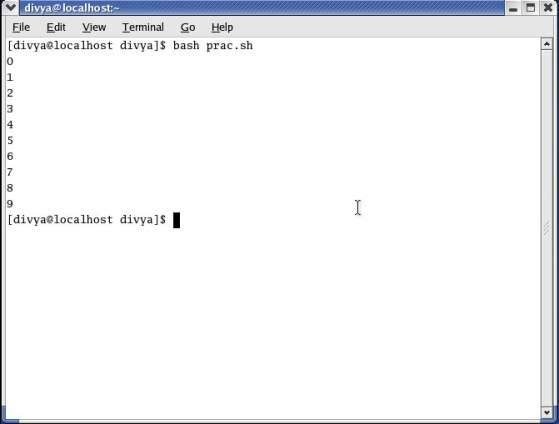 divya@localhost:~
File Edit View Terminal Go Help
[divya@localhost divya]$ bash prac.sh
0
1
2
3
4
5
6
7
8
9
[divya@localhost divya]$